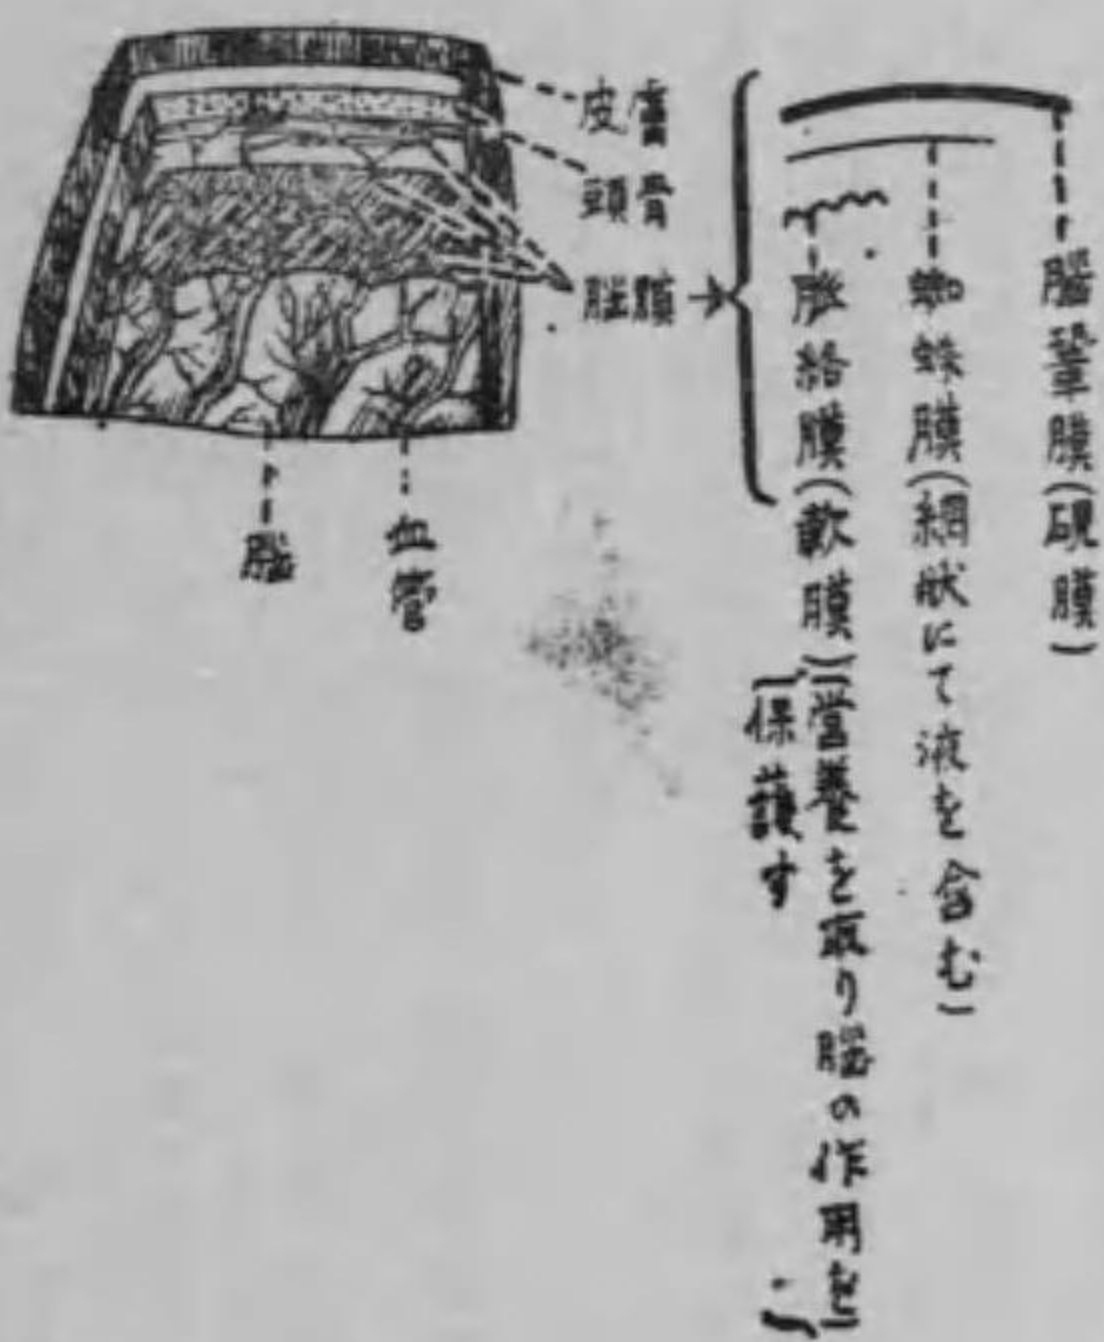 皮膚
頭骨
脳膜
脳鞏膜(硬膜)
蜘蛛膜(網状にて液を含む)
脈絡膜(軟膜)(営養を取り脳の作用を
保護す)
血管
脳